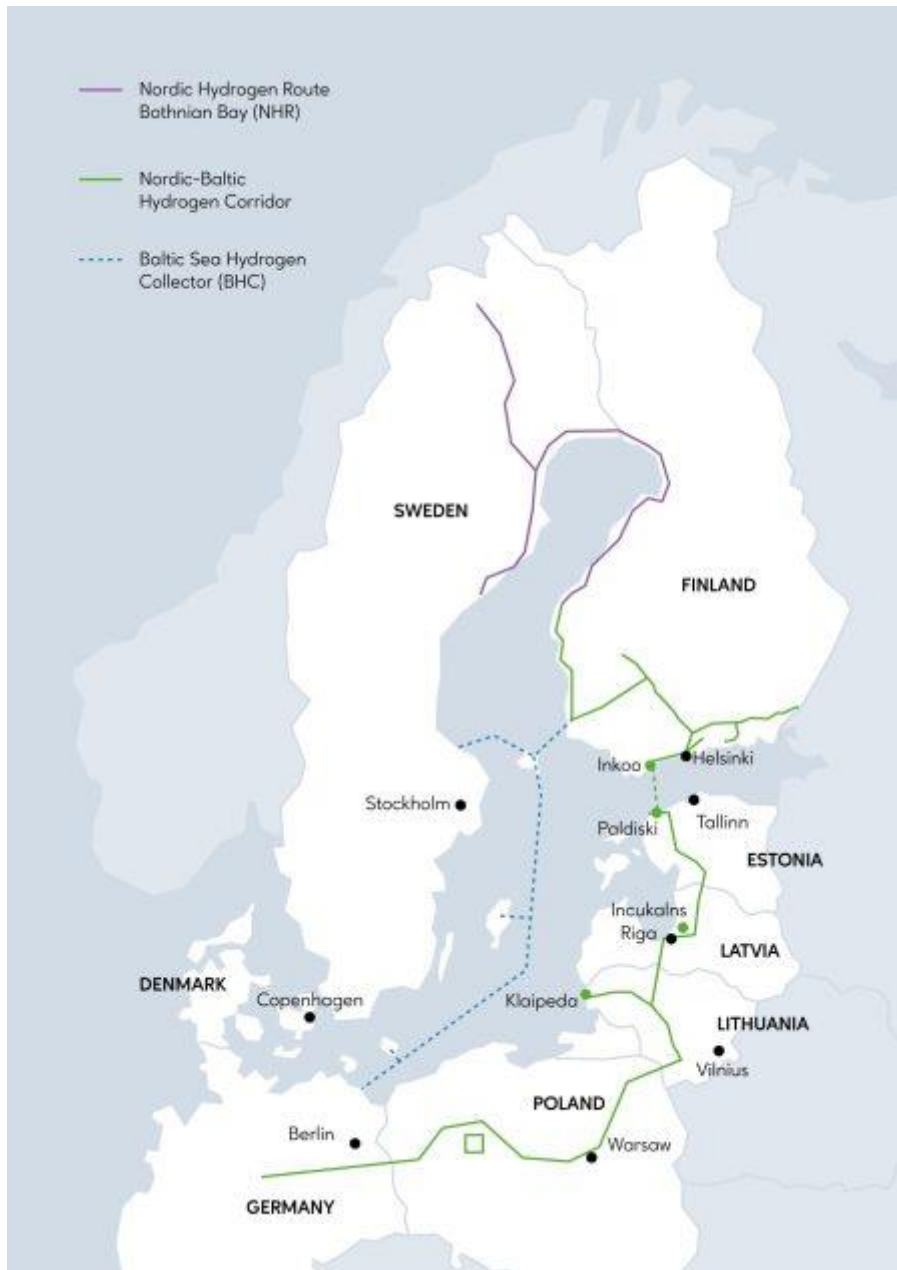 Nordic Hydrogen Route
Bothnian Bay (NHR)
Nordic-Baltic
Hydrogen Corridor
Baltic Sea Hydrogen
Collector (BHC)
SWEDEN
FINLAND
Inkoo
Helsinki
Stockholm
Paldiski
Tallinn
ESTONIA
Incukalns
Riga
LATVIA
DENMARK
Copenhagen
Klaipeda
LITHUANIA
Vilnius
POLAND
Berlin
Warsaw
GERMANY